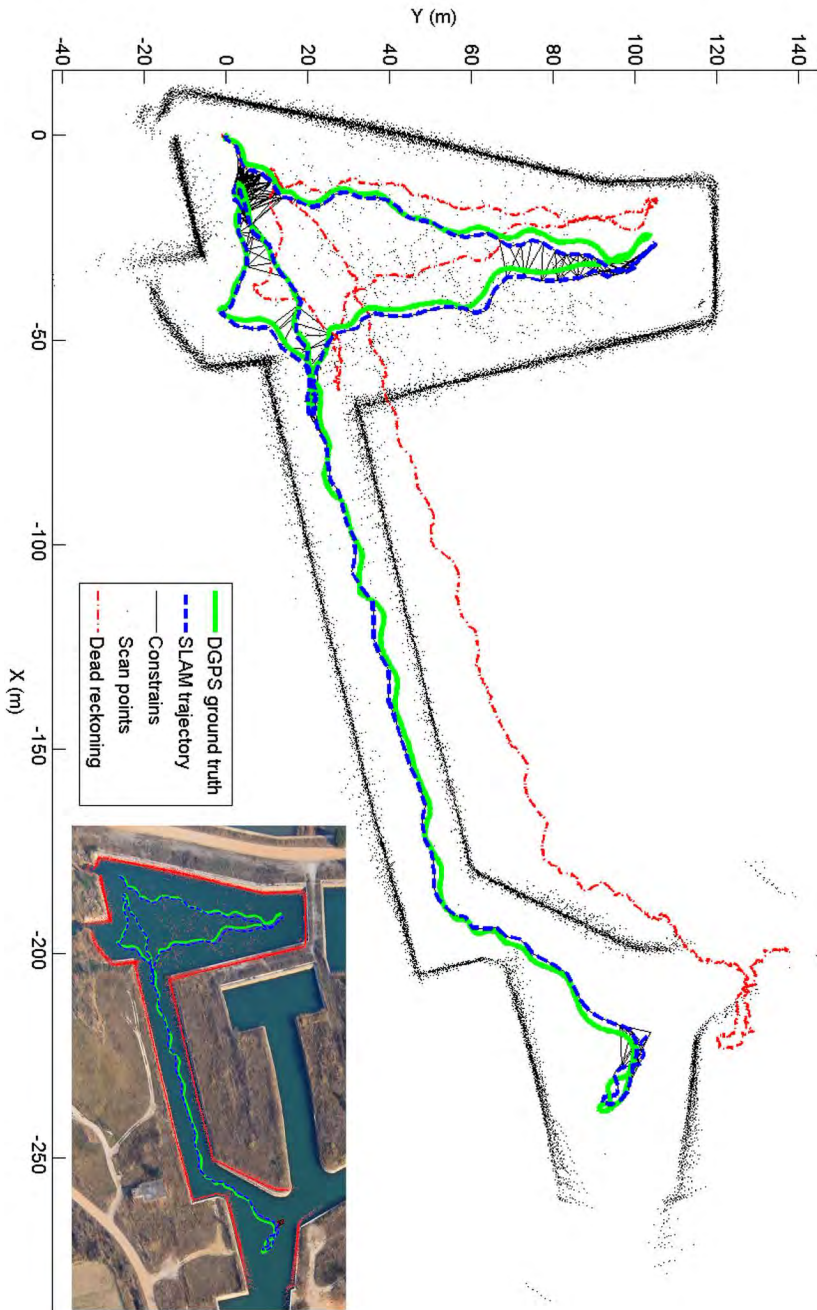 Y (m)
-40
-20
0
20
40
60
80
100
120
140
0
-50
-100
-150
-200
-250
X (m)
DGPS ground truth
SLAM trajectory
Constrains
Scan points
Dead reckoning